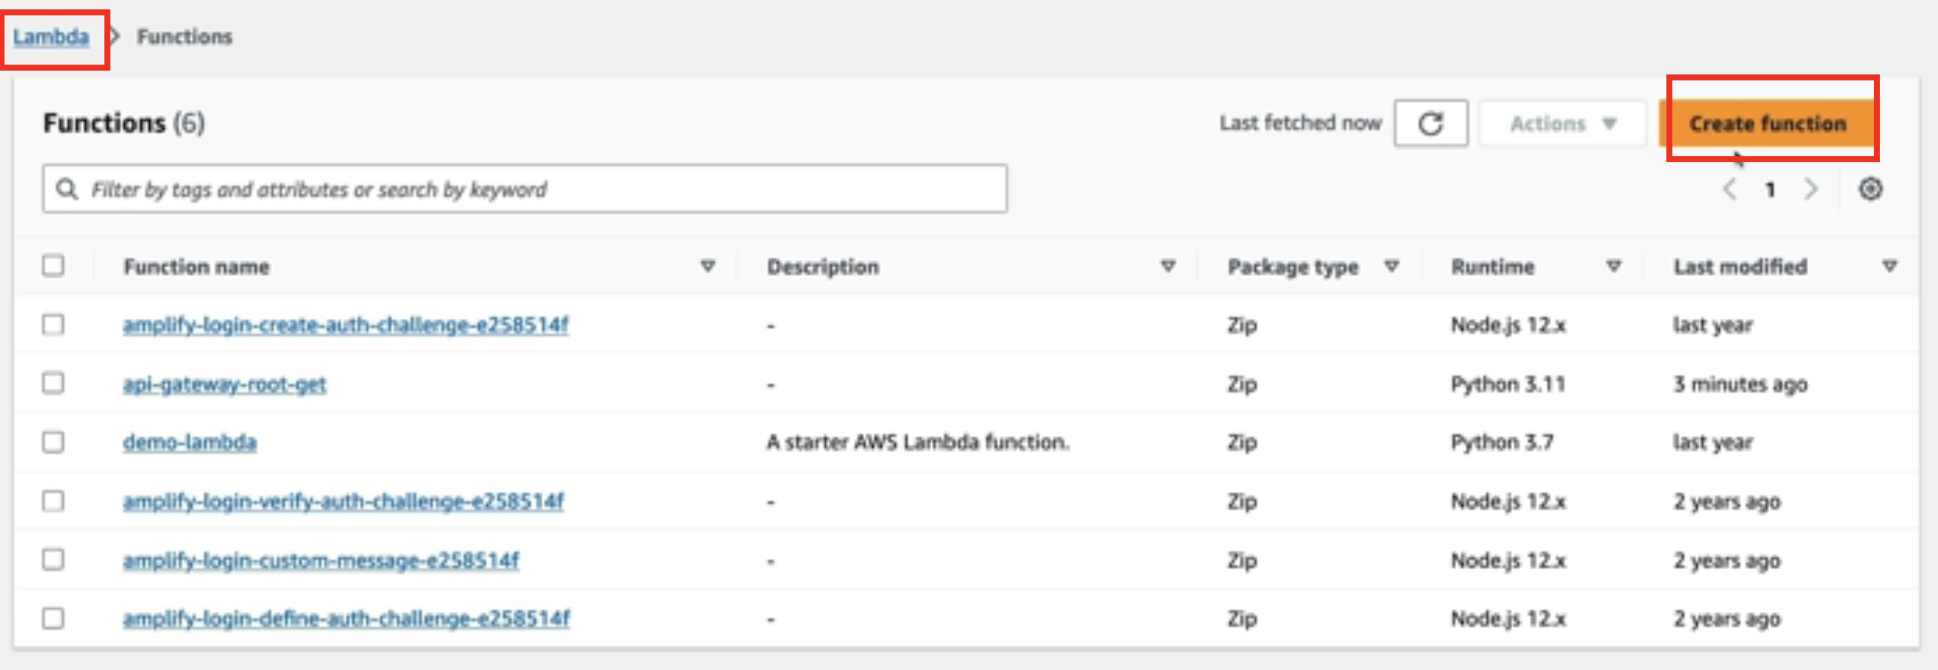 Lambda > Functions
Functions (6)
Last fetched now
Actions
Create function
Filter by tags and attributes or search by keyword
1
Function name Description Package type Runtime Last modified
amplify-login-create-auth-challenge-e258514f - Zip Node.js 12.x last year
api-gateway-root-get - Zip Python 3.11 3 minutes ago
demo-lambda A starter AWS Lambda function. Zip Python 3.7 last year
amplify-login-verify-auth-challenge-e258514f - Zip Node.js 12.x 2 years ago
amplify-login-custom-message-e258514f - Zip Node.js 12.x 2 years ago
amplify-login-define-auth-challenge-e258514f - Zip Node.js 12.x 2 years ago